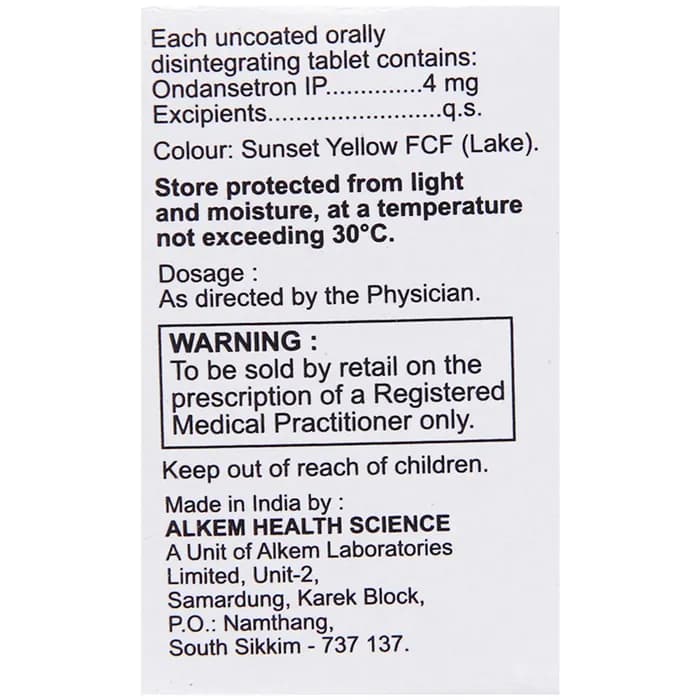 Each uncoated orally
disintegrating tablet contains:
Ondansetron IP..............4 mg
Excipients.........................q.s.
Colour: Sunset Yellow FCF (Lake).
Store protected from light
and moisture, at a temperature
not exceeding 30°C.
Dosage :
As directed by the Physician.
WARNING :
To be sold by retail on the
prescription of a Registered
Medical Practitioner only.
Keep out of reach of children.
Made in India by :
ALKEM HEALTH SCIENCE
A Unit of Alkem Laboratories
Limited, Unit-2,
Samardung, Karek Block,
P.O.: Namthang,
South Sikkim - 737 137.